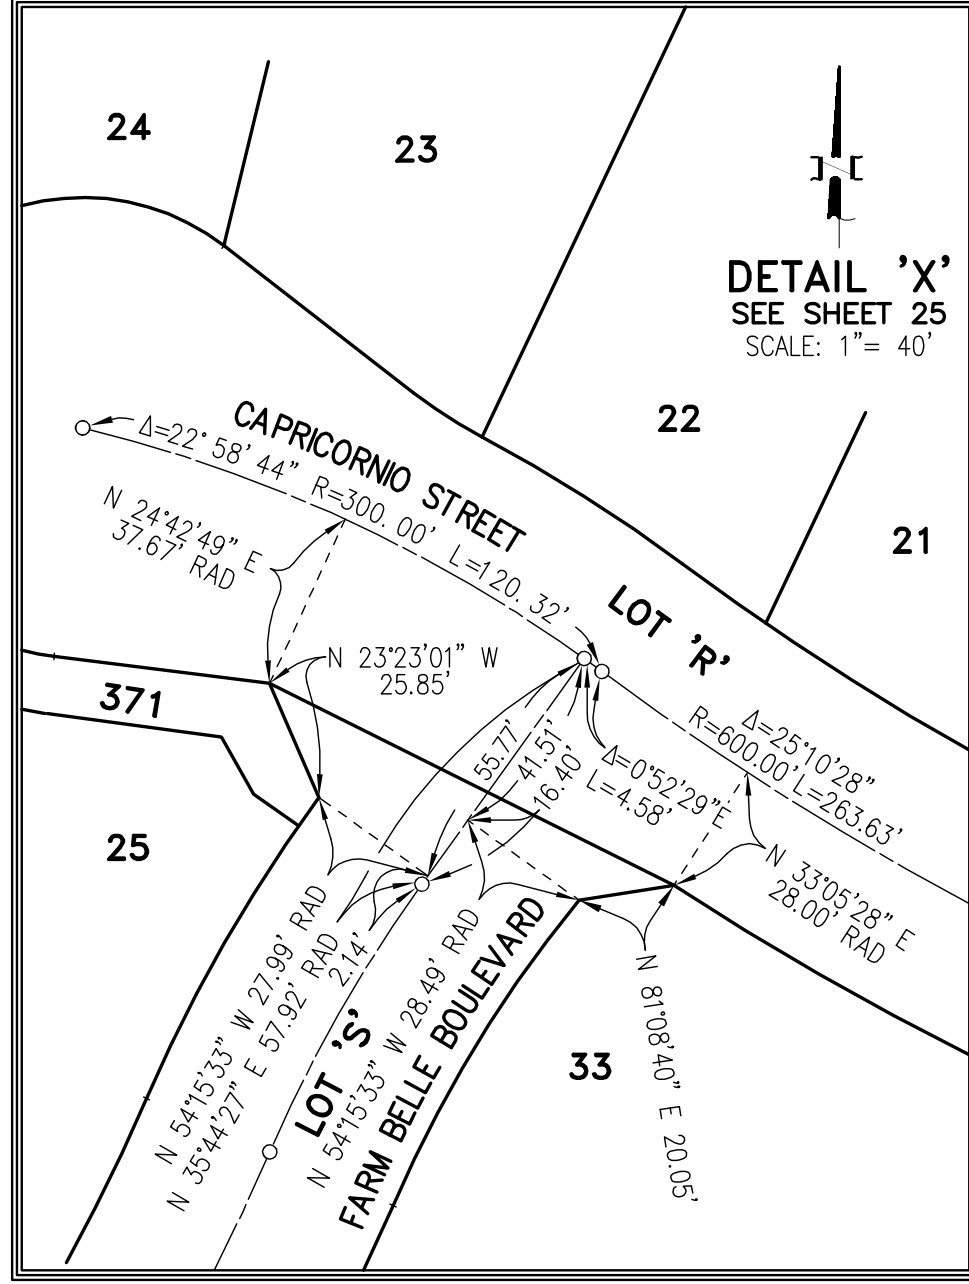 24
23
DETAIL 'X'
SEE SHEET 25
SCALE: 1"= 40'
22
21
CAPRICORNIO STREET
Δ=22°58'44" R=300.00' L=120.32'
N 24°42'49" E
37.67' RAD
LOT 'R'
N 23°23'01" W
25.85'
371
55.77'
41.51'
16.40'
Δ=0°52'29"E
L=4.58'
Δ=25°10'28"
R=600.00' L=263.63'
25
N 33°05'28" E
28.00' RAD
N 54°15'33" W 27.99' RAD
N 35°44'27" E 57.92' RAD
2.14'
LOT 'S'
N 54°15'33" W 28.49' RAD
FARM BELLE BOULEVARD
33
N 81°08'40" E 20.05'